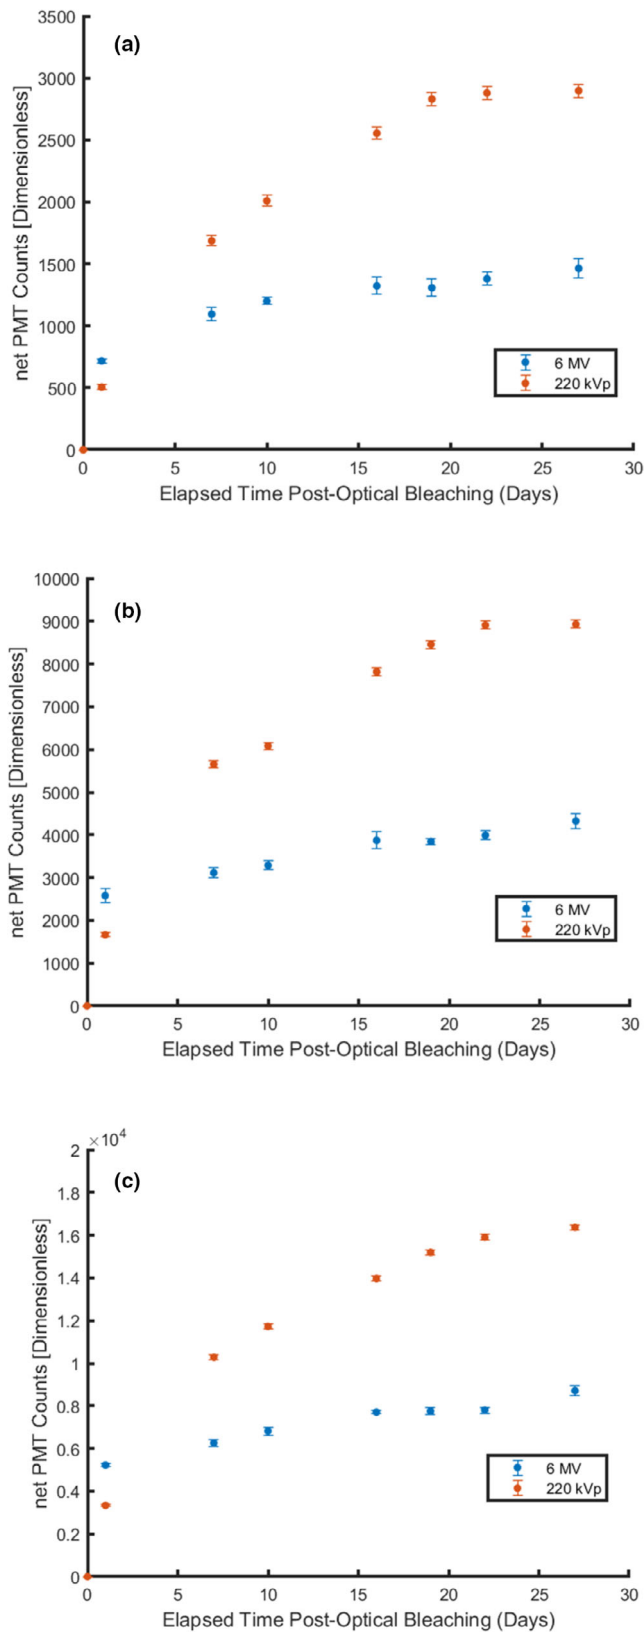 (a)
net PMT Counts [Dimensionless]
3500
3000
2500
2000
1500
1000
500
0
0 5 10 15 20 25 30
6 MV
220 kVp
Elapsed Time Post-Optical Bleaching (Days)
(b)
net PMT Counts [Dimensionless]
10000
9000
8000
7000
6000
5000
4000
3000
2000
1000
0
0 5 10 15 20 25 30
6 MV
220 kVp
Elapsed Time Post-Optical Bleaching (Days)
×10⁴
(c)
net PMT Counts [Dimensionless]
2
1.8
1.6
1.4
1.2
1
0.8
0.6
0.4
0.2
0
0 5 10 15 20 25 30
6 MV
220 kVp
Elapsed Time Post-Optical Bleaching (Days)